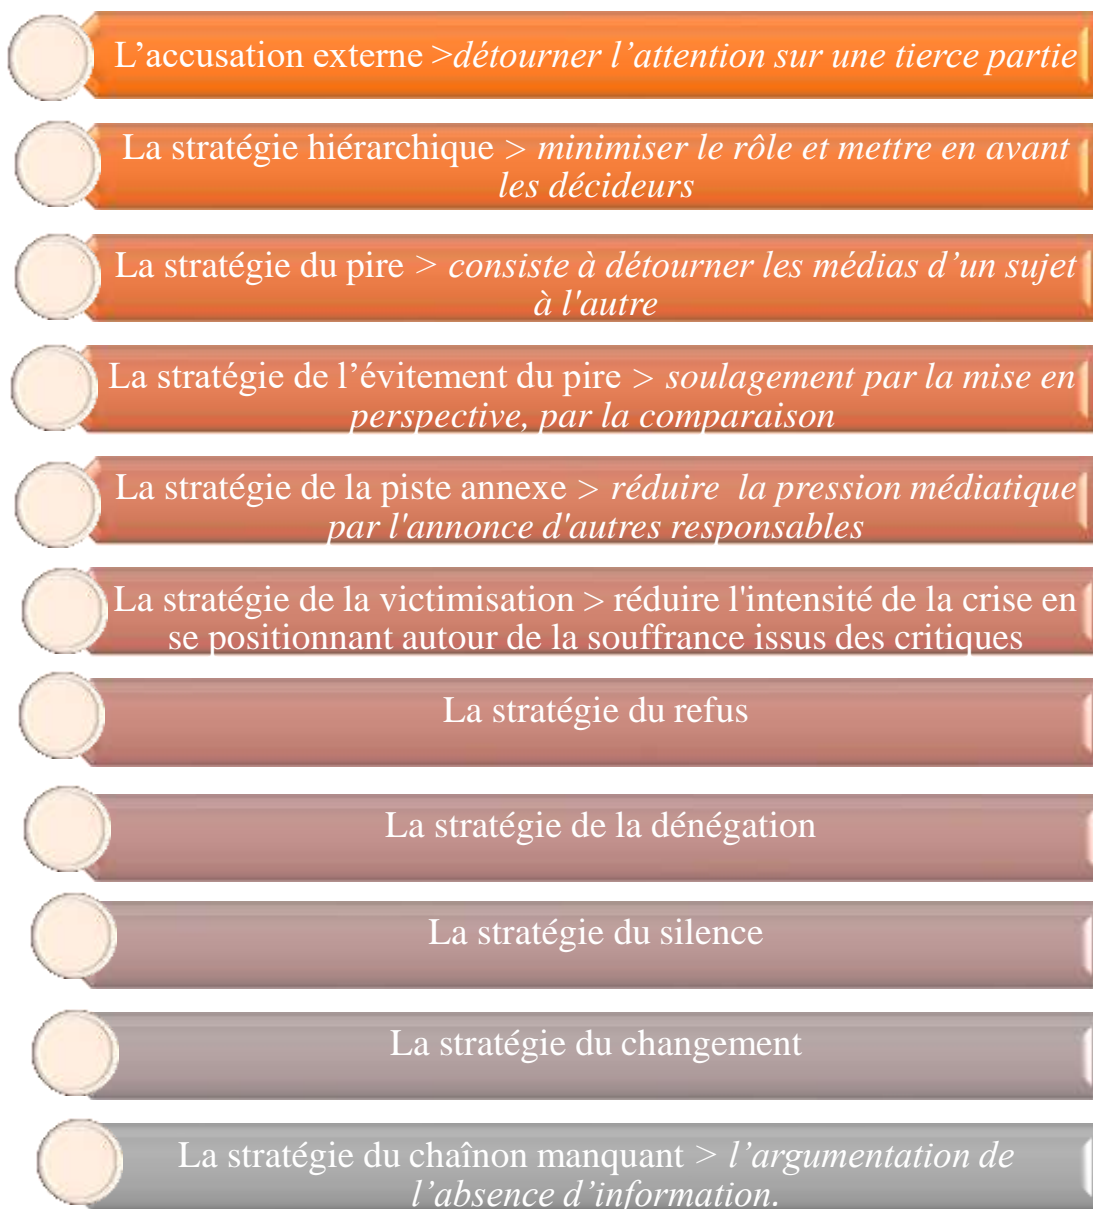 L’accusation externe >détourner l’attention sur une tierce partie
La stratégie hiérarchique > minimiser le rôle et mettre en avant
les décideurs
La stratégie du pire > consiste à détourner les médias d’un sujet
à l'autre
La stratégie de l’évitement du pire > soulagement par la mise en
perspective, par la comparaison
La stratégie de la piste annexe > réduire la pression médiatique
par l'annonce d'autres responsables
La stratégie de la victimisation > réduire l'intensité de la crise en
se positionnant autour de la souffrance issus des critiques
La stratégie du refus
La stratégie de la dénégation
La stratégie du silence
La stratégie du changement
La stratégie du chaînon manquant > l’argumentation de
l’absence d’information.